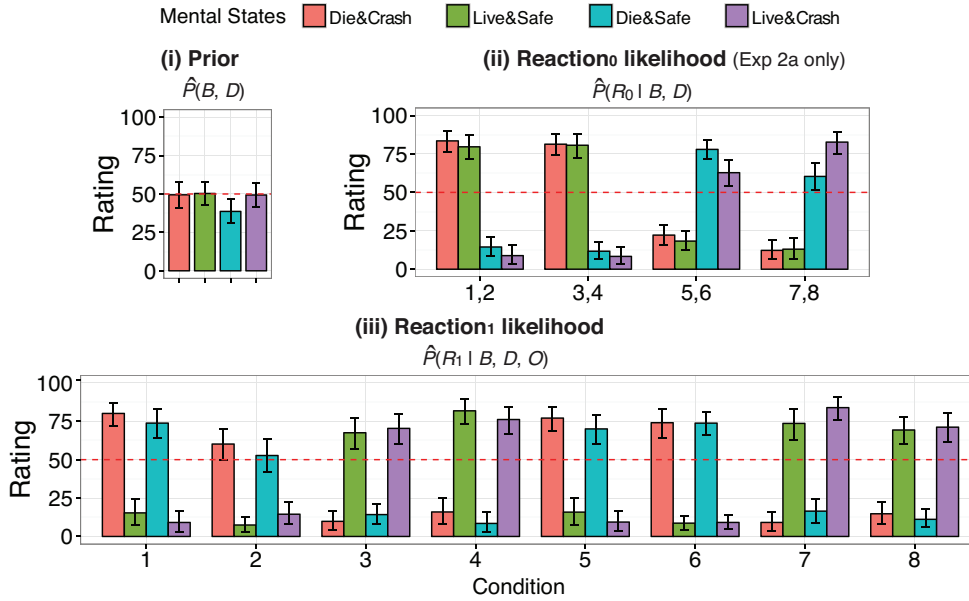 Mental States Die&Crash Live&Safe Die&Safe Live&Crash
(i) Prior
P̂(B, D)
Rating
100
75
50
25
0
(ii) Reaction₀ likelihood (Exp 2a only)
P̂(R₀ | B, D)
Rating
100
75
50
25
0
1,2 3,4 5,6 7,8
(iii) Reaction₁ likelihood
P̂(R₁ | B, D, O)
Rating
100
75
50
25
0
1 2 3 4 5 6 7 8
Condition